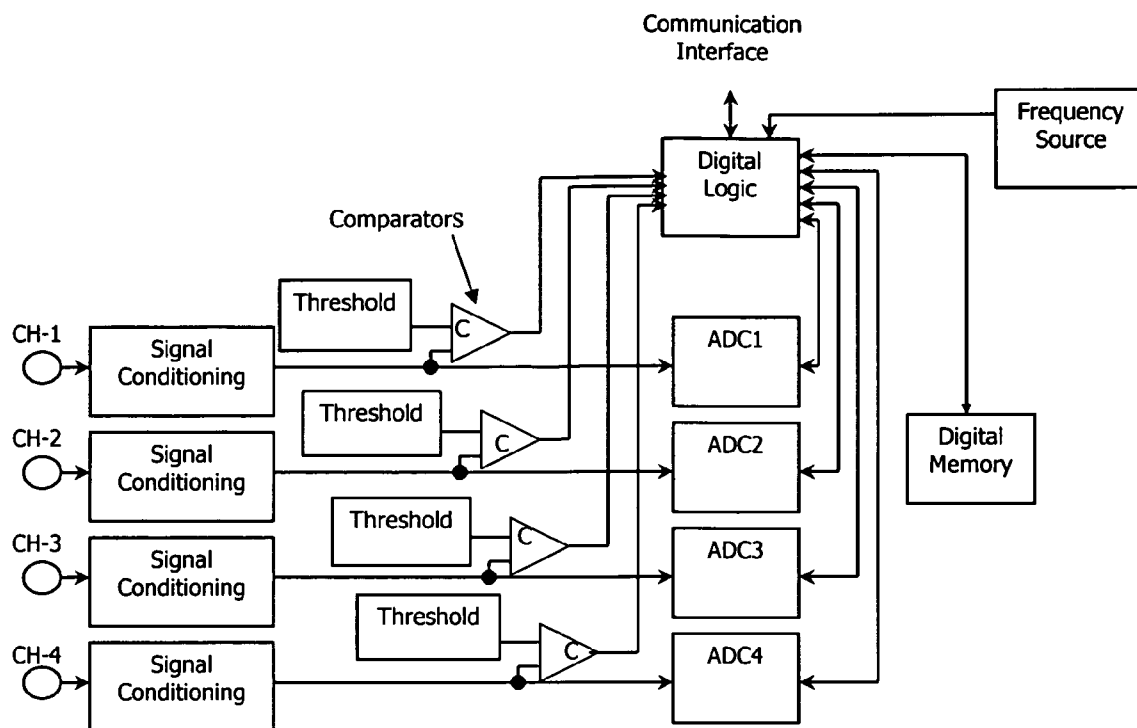 Communication
Interface
Frequency
Source
Digital
Logic
Comparators
Threshold
C
CH-1
Signal
Conditioning
ADC1
Threshold
C
CH-2
Signal
Conditioning
ADC2
Digital
Memory
Threshold
C
CH-3
Signal
Conditioning
ADC3
Threshold
C
CH-4
Signal
Conditioning
ADC4